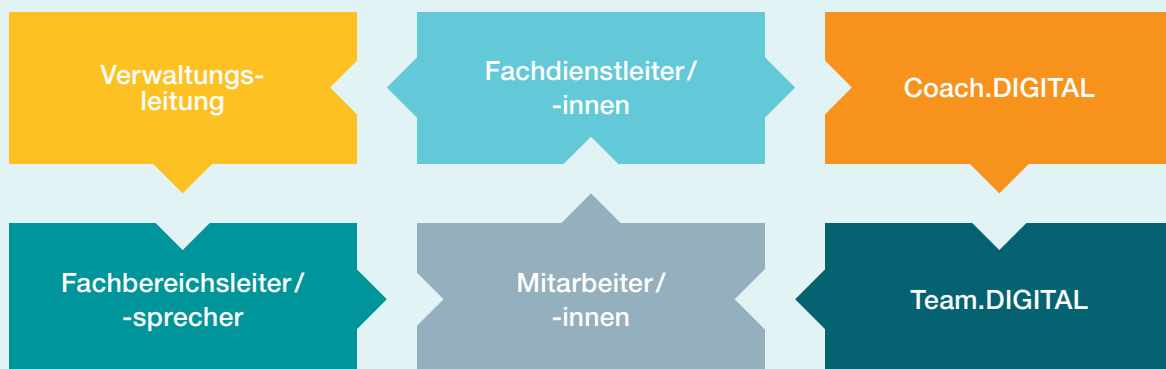 Verwaltungs-
leitung
Fachdienstleiter/
-innen
Coach.DIGITAL
Fachbereichsleiter/
-sprecher
Mitarbeiter/
-innen
Team.DIGITAL